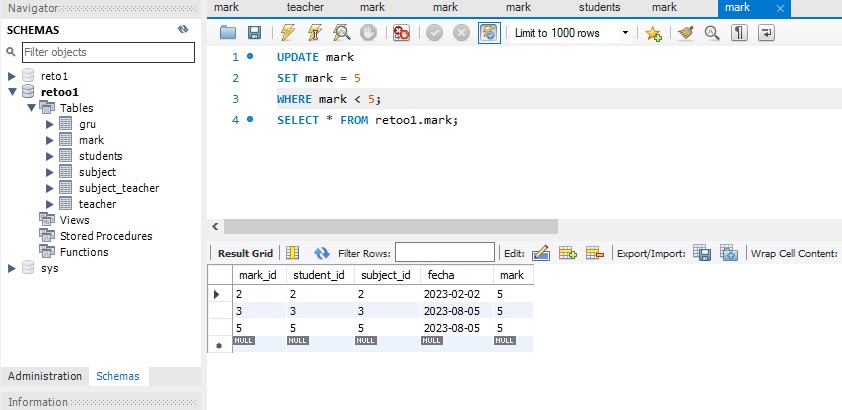 Navigator
mark teacher mark mark mark students mark mark
SCHEMAS
Filter objects
reto1
retoo1
Tables
gru
mark
students
subject
subject_teacher
teacher
Views
Stored Procedures
Functions
sys
Administration Schemas
Information
Limit to 1000 rows
1 UPDATE mark
2 SET mark = 5
3 WHERE mark < 5;
4 SELECT * FROM retoo1.mark;
Result Grid Filter Rows: Edit: Export/Import: Wrap Cell Content:
mark_id student_id subject_id fecha mark
2 2 2 2023-02-02 5
3 3 3 2023-08-05 5
5 5 5 2023-08-05 5
NULL NULL NULL NULL NULL